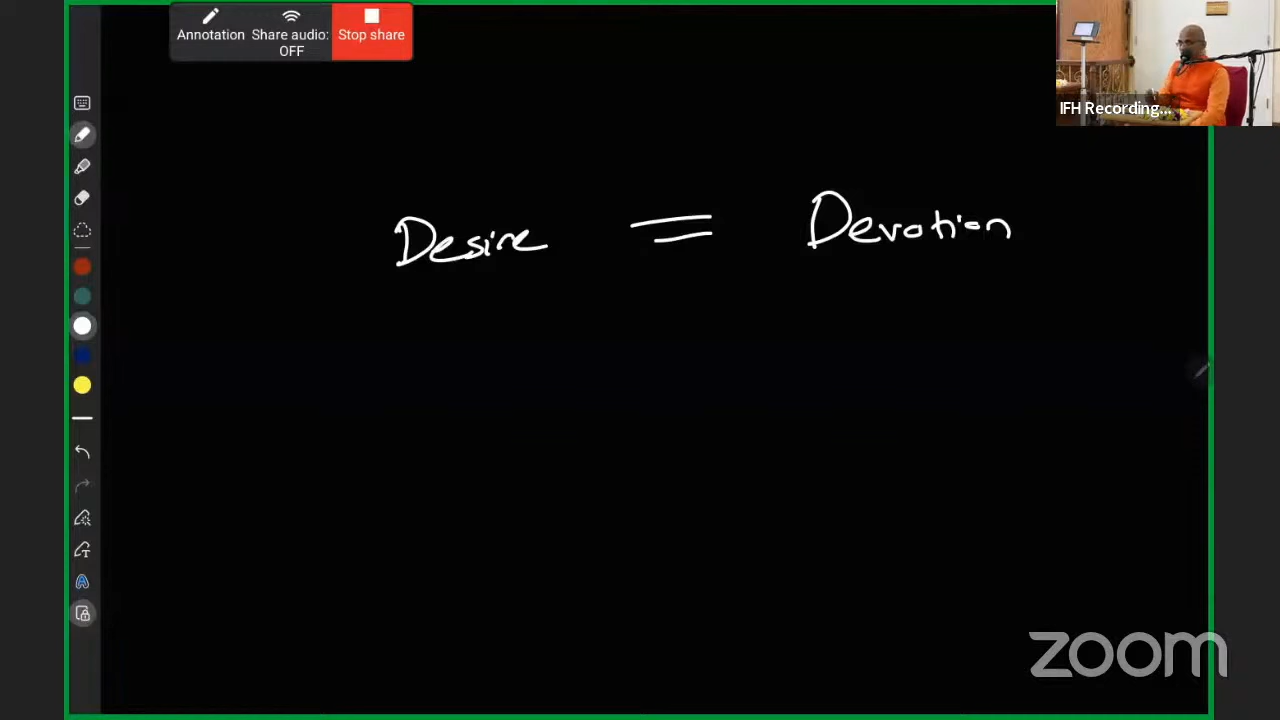 Annotation Share audio: OFF Stop share
IFH Recording...
Desire = Devotion
zoom